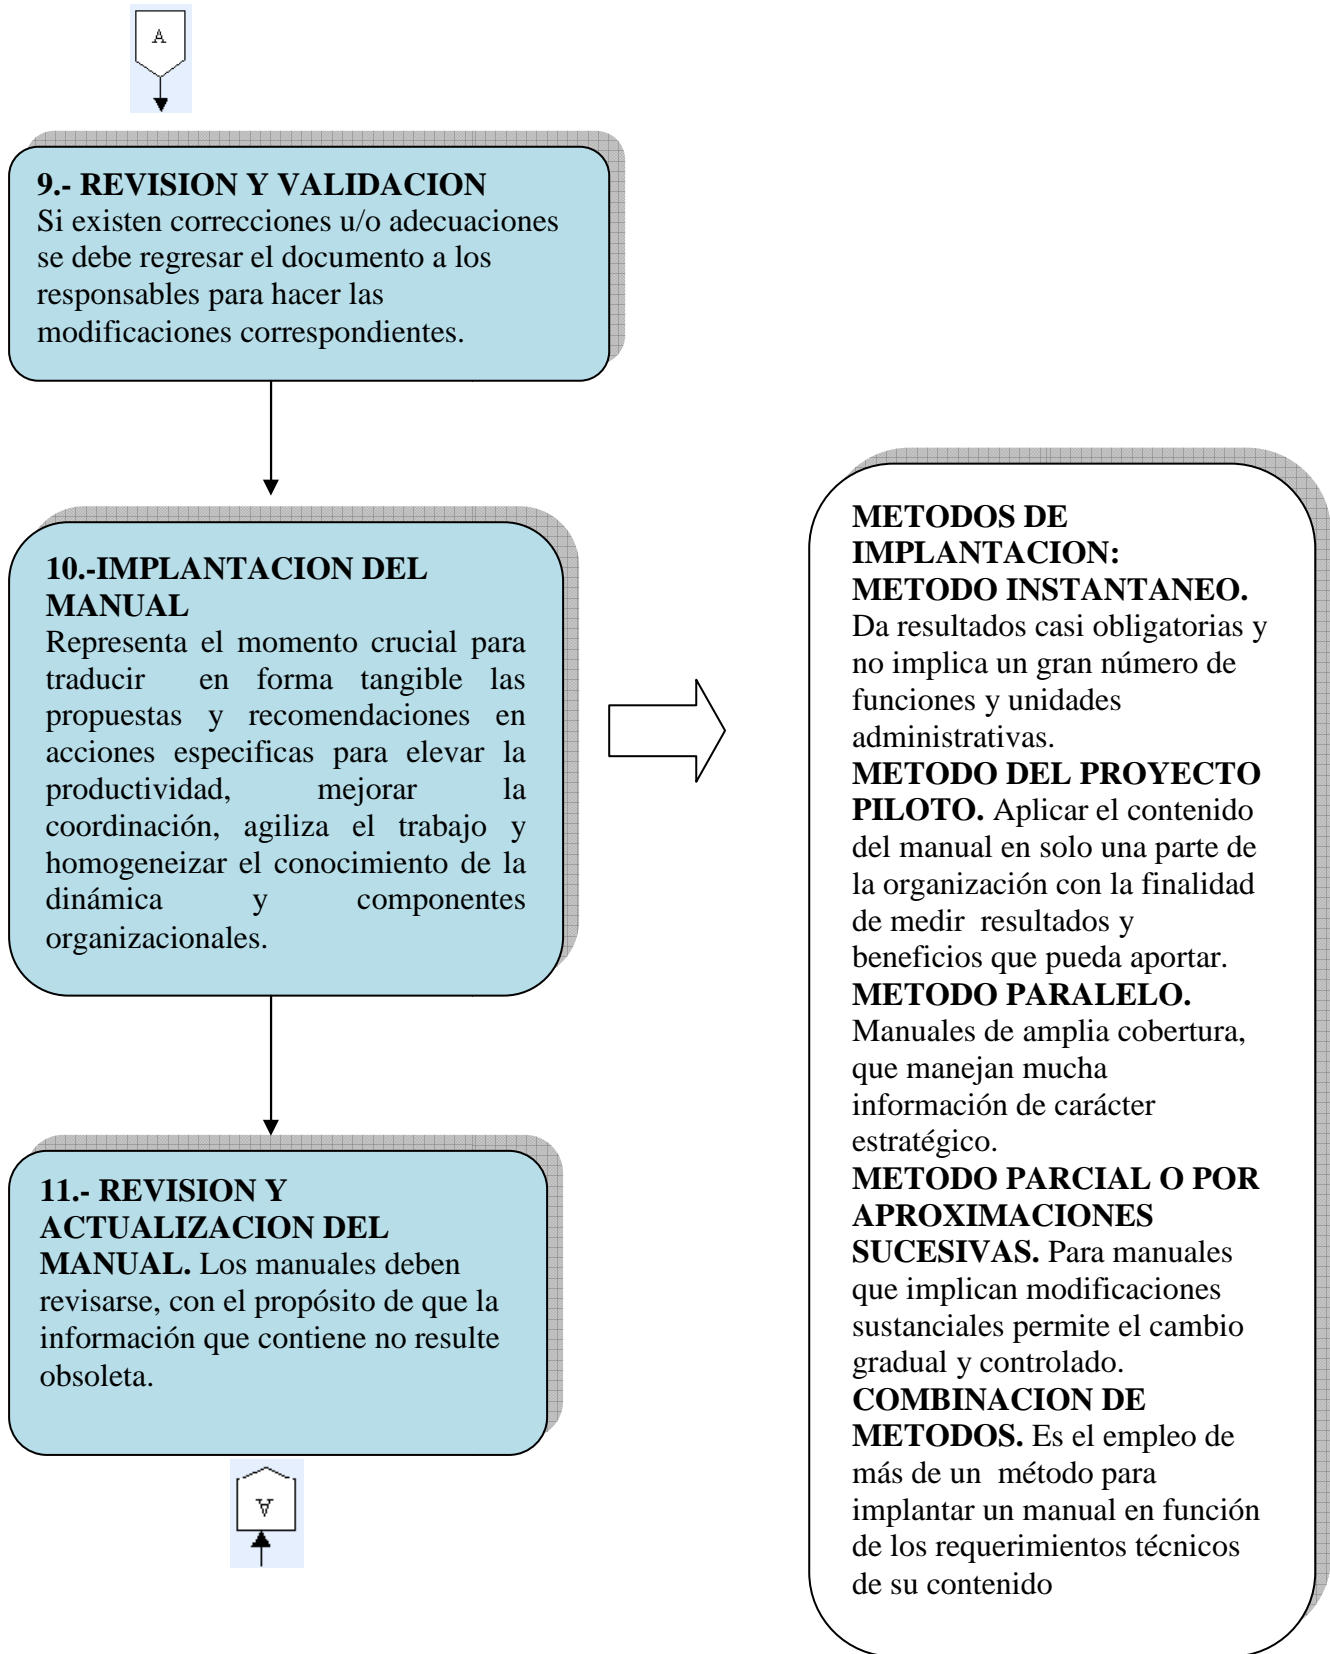 A
9.- REVISION Y VALIDACION
Si existen correcciones u/o adecuaciones
se debe regresar el documento a los
responsables para hacer las
modificaciones correspondientes.
10.-IMPLANTACION DEL
MANUAL
Representa el momento crucial para
traducir en forma tangible las
propuestas y recomendaciones en
acciones especificas para elevar la
productividad, mejorar la
coordinación, agiliza el trabajo y
homogeneizar el conocimiento de la
dinámica y componentes
organizacionales.
11.- REVISION Y
ACTUALIZACION DEL
MANUAL. Los manuales deben
revisarse, con el propósito de que la
información que contiene no resulte
obsoleta.
A
METODOS DE
IMPLANTACION:
METODO INSTANTANEO.
Da resultados casi obligatorias y
no implica un gran número de
funciones y unidades
administrativas.
METODO DEL PROYECTO
PILOTO. Aplicar el contenido
del manual en solo una parte de
la organización con la finalidad
de medir resultados y
beneficios que pueda aportar.
METODO PARALELO.
Manuales de amplia cobertura,
que manejan mucha
información de carácter
estratégico.
METODO PARCIAL O POR
APROXIMACIONES
SUCESIVAS. Para manuales
que implican modificaciones
sustanciales permite el cambio
gradual y controlado.
COMBINACION DE
METODOS. Es el empleo de
más de un método para
implantar un manual en función
de los requerimientos técnicos
de su contenido